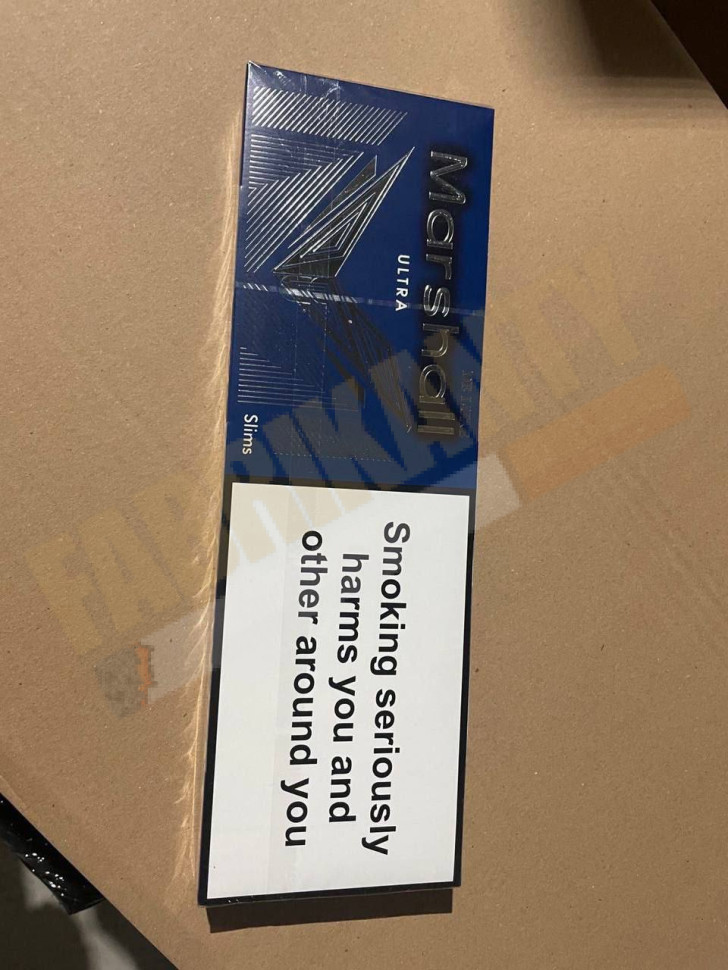 Marshall
ULTRA
Slims
Smoking seriously
harms you and
other around you